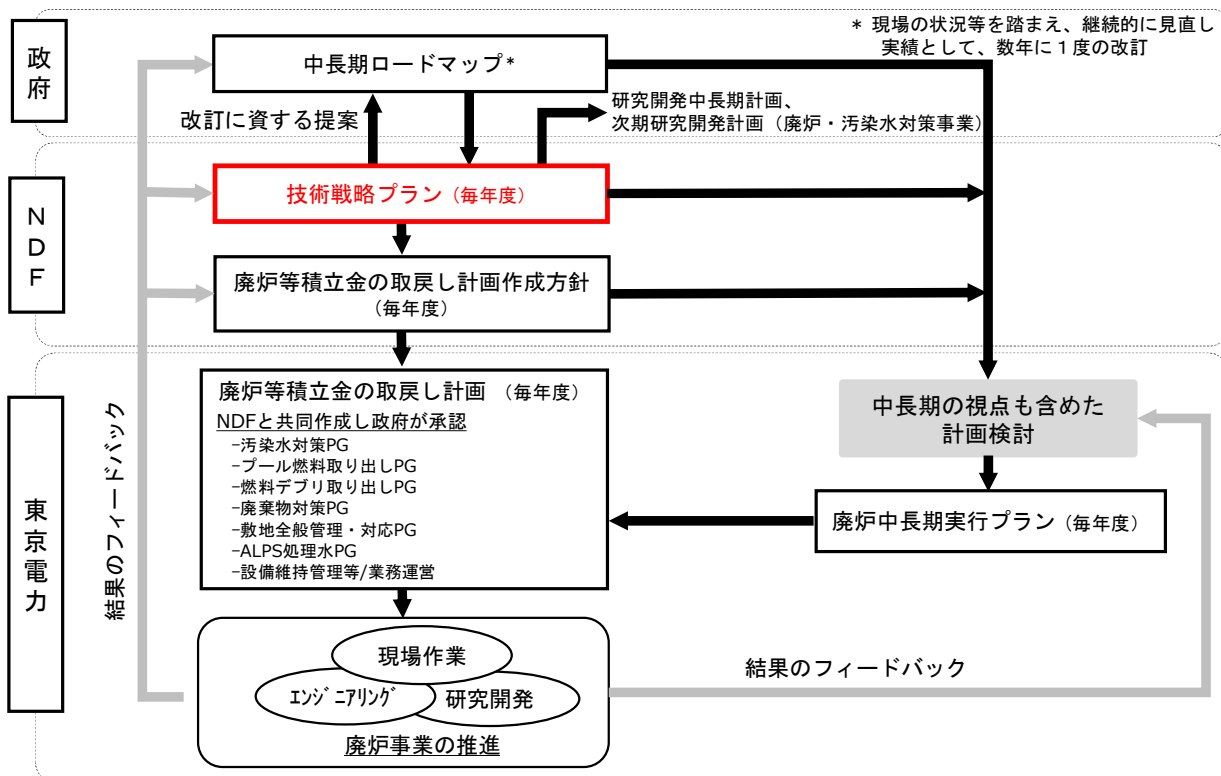 政府
中長期ロードマップ*
* 現場の状況等を踏まえ、継続的に見直し
実績として、数年に１度の改訂
改訂に資する提案
研究開発中長期計画、
次期研究開発計画（廃炉・汚染水対策事業）
ＮＤＦ
技術戦略プラン（毎年度）
廃炉等積立金の取戻し計画作成方針
（毎年度）
東京電力
結果のフィードバック
廃炉等積立金の取戻し計画 （毎年度）
NDFと共同作成し政府が承認
-汚染水対策PG
-プール燃料取り出しPG
-燃料デブリ取り出しPG
-廃棄物対策PG
-敷地全般管理・対応PG
-ALPS処理水PG
-設備維持管理等/業務運営
中長期の視点も含めた
計画検討
廃炉中長期実行プラン（毎年度）
現場作業
ｴﾝｼﾞﾆｱﾘﾝｸﾞ
研究開発
廃炉事業の推進
結果のフィードバック